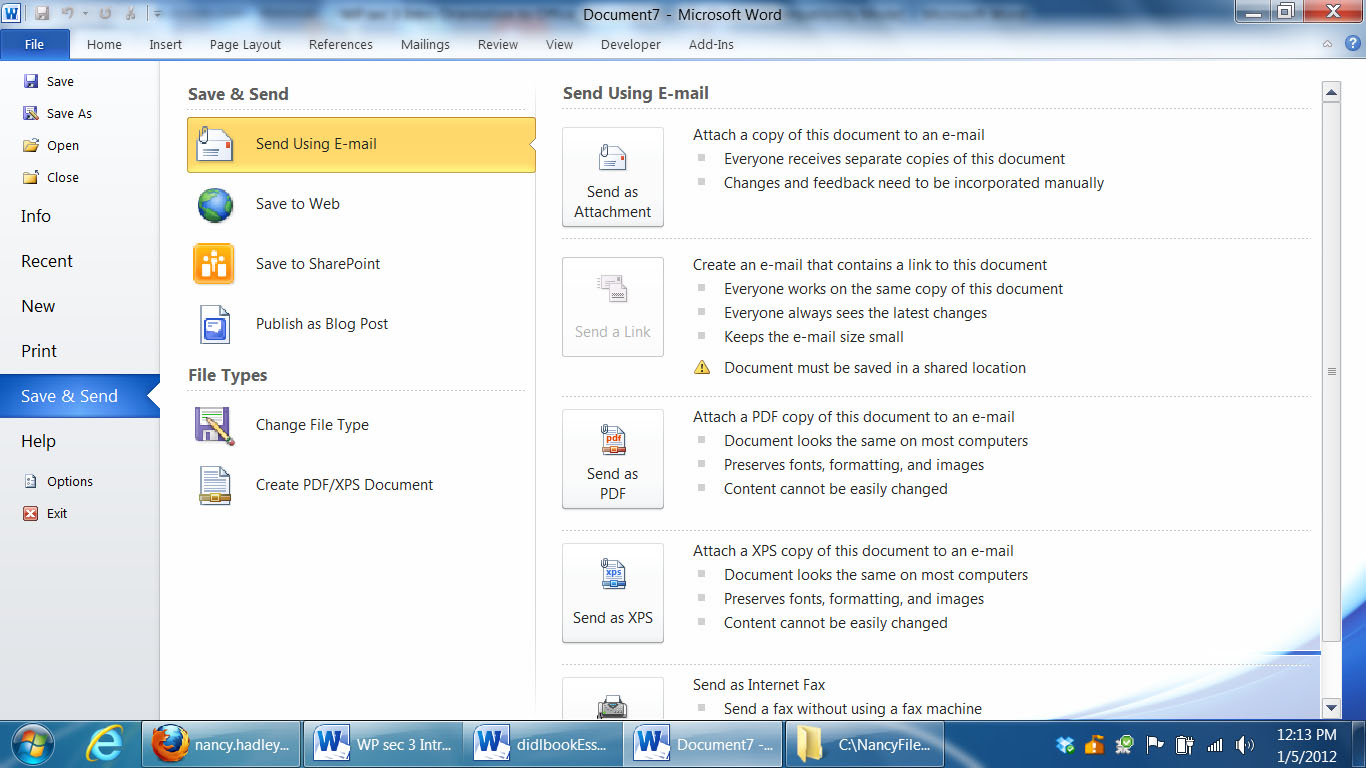 Document7 - Microsoft Word
File Home Insert Page Layout References Mailings Review View Developer Add-Ins
Save
Save As
Open
Close
Info
Recent
New
Print
Save & Send
Help
Options
Exit
Save & Send
Send Using E-mail
Save to Web
Save to SharePoint
Publish as Blog Post
File Types
Change File Type
Create PDF/XPS Document
Send Using E-mail
Send as
Attachment
Attach a copy of this document to an e-mail
Everyone receives separate copies of this document
Changes and feedback need to be incorporated manually
Send a Link
Create an e-mail that contains a link to this document
Everyone works on the same copy of this document
Everyone always sees the latest changes
Keeps the e-mail size small
Document must be saved in a shared location
pdf
Send as
PDF
Attach a PDF copy of this document to an e-mail
Document looks the same on most computers
Preserves fonts, formatting, and images
Content cannot be easily changed
xps
Send as XPS
Attach a XPS copy of this document to an e-mail
Document looks the same on most computers
Preserves fonts, formatting, and images
Content cannot be easily changed
Send as Internet Fax
Send a fax without using a fax machine
nancy.hadley... WP sec 3 Intr... didIbookEss... Document7 -... C:\NancyFile...
12:13 PM
1/5/2012